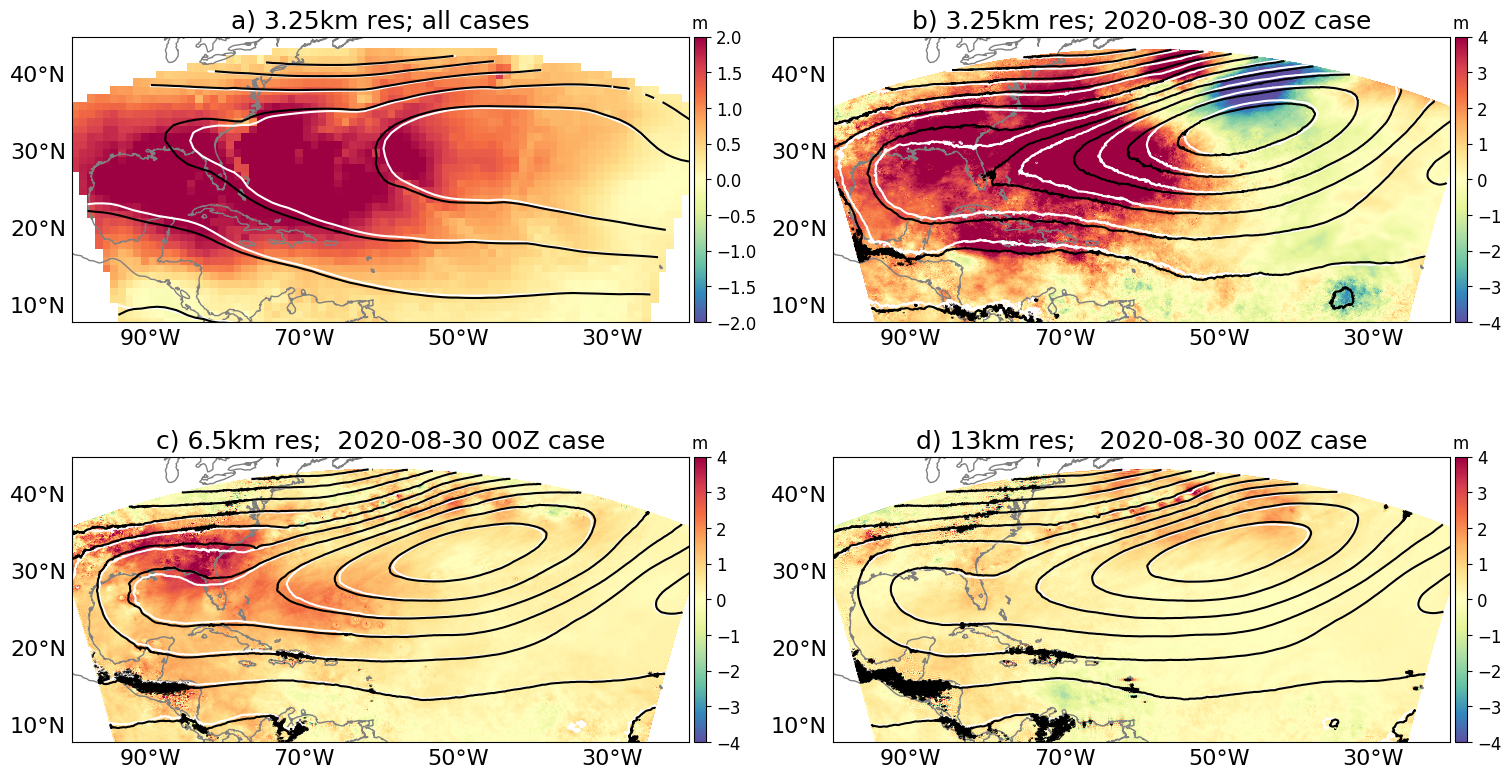 a) 3.25km res; all cases
m
40°N
30°N
20°N
10°N
90°W
70°W
50°W
30°W
2.0
1.5
1.0
0.5
0.0
−0.5
−1.0
−1.5
−2.0
b) 3.25km res; 2020-08-30 00Z case
m
40°N
30°N
20°N
10°N
90°W
70°W
50°W
30°W
4
3
2
1
0
−1
−2
−3
−4
c) 6.5km res;  2020-08-30 00Z case
m
40°N
30°N
20°N
10°N
90°W
70°W
50°W
30°W
4
3
2
1
0
−1
−2
−3
−4
d) 13km res;   2020-08-30 00Z case
m
40°N
30°N
20°N
10°N
90°W
70°W
50°W
30°W
4
3
2
1
0
−1
−2
−3
−4